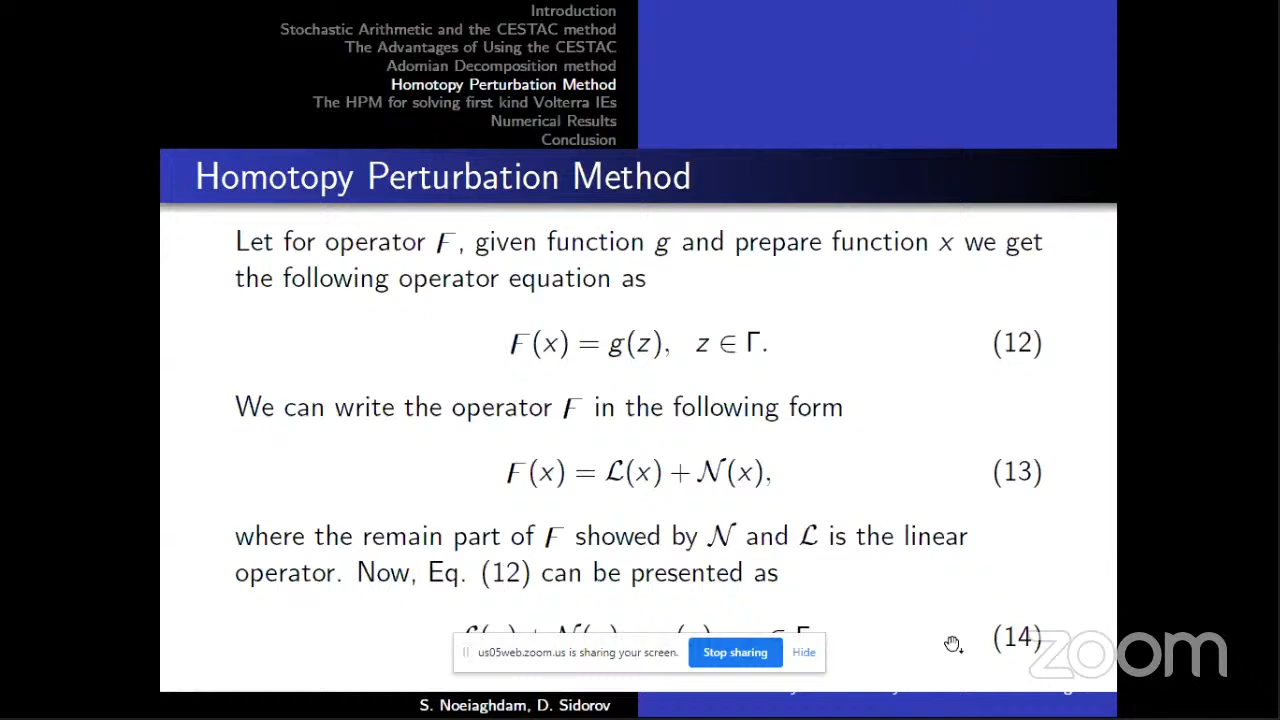 Introduction
Stochastic Arithmetic and the CESTAC method
The Advantages of Using the CESTAC
Adomian Decomposition method
Homotopy Perturbation Method
The HPM for solving first kind Volterra IEs
Numerical Results
Conclusion
Homotopy Perturbation Method
Let for operator F, given function g and prepare function x we get
the following operator equation as
F(x) = g(z), z ∈ Γ. (12)
We can write the operator F in the following form
F(x) = ℒ(x) + 𝒩(x), (13)
where the remain part of F showed by 𝒩 and ℒ is the linear
operator. Now, Eq. (12) can be presented as
(14)
us05web.zoom.us is sharing your screen. Stop sharing Hide
zoom
S. Noeiaghdam, D. Sidorov